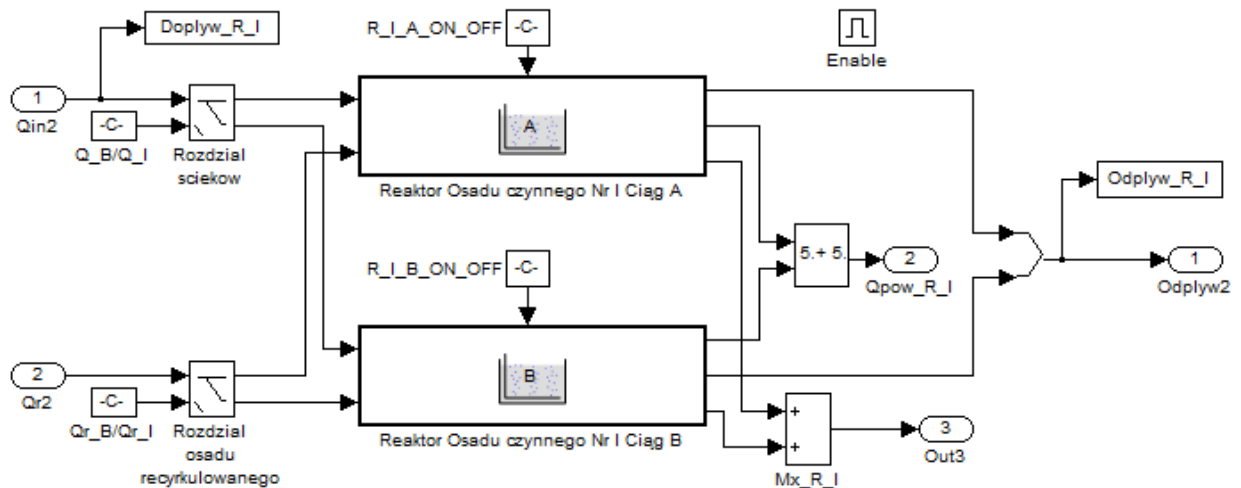 Doplyw_R_I
R_I_A_ON_OFF
-C-
Enable
1
Qin2
-C-
Q_B/Q_I
Rozdzial
sciekow
A
Reaktor Osadu czynnego Nr I Ciąg A
Odplyw_R_I
R_I_B_ON_OFF
-C-
5.+ 5.
2
Qpow_R_I
1
Odplyw2
2
Qr2
-C-
Qr_B/Qr_I
Rozdzial
osadu
recyrkulowanego
B
Reaktor Osadu czynnego Nr I Ciąg B
+
+
Mx_R_I
3
Out3